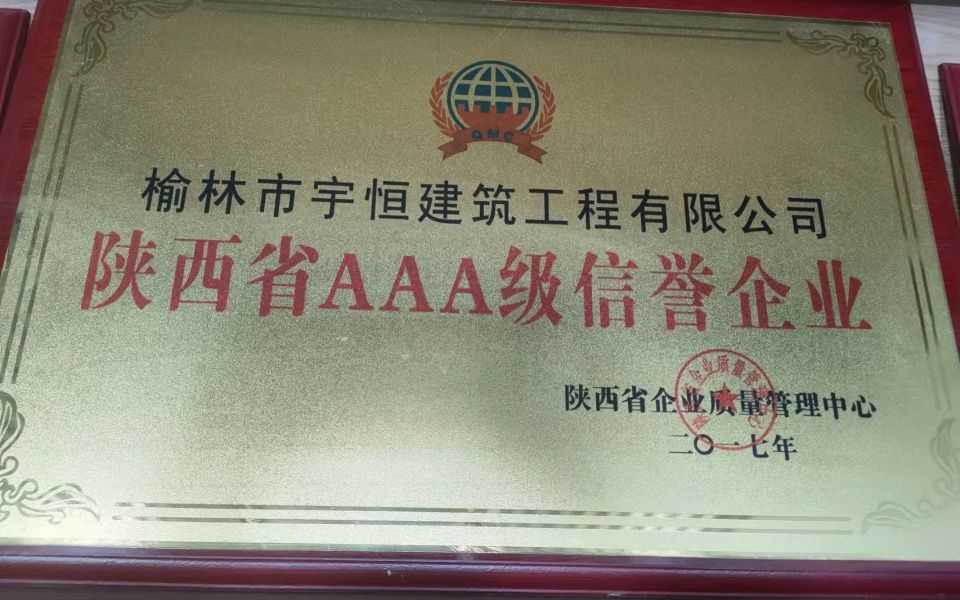 QMC
榆林市宇恒建筑工程有限公司
陕西省AAA级信誉企业
陕西省企业质量管理中心
二〇一七年